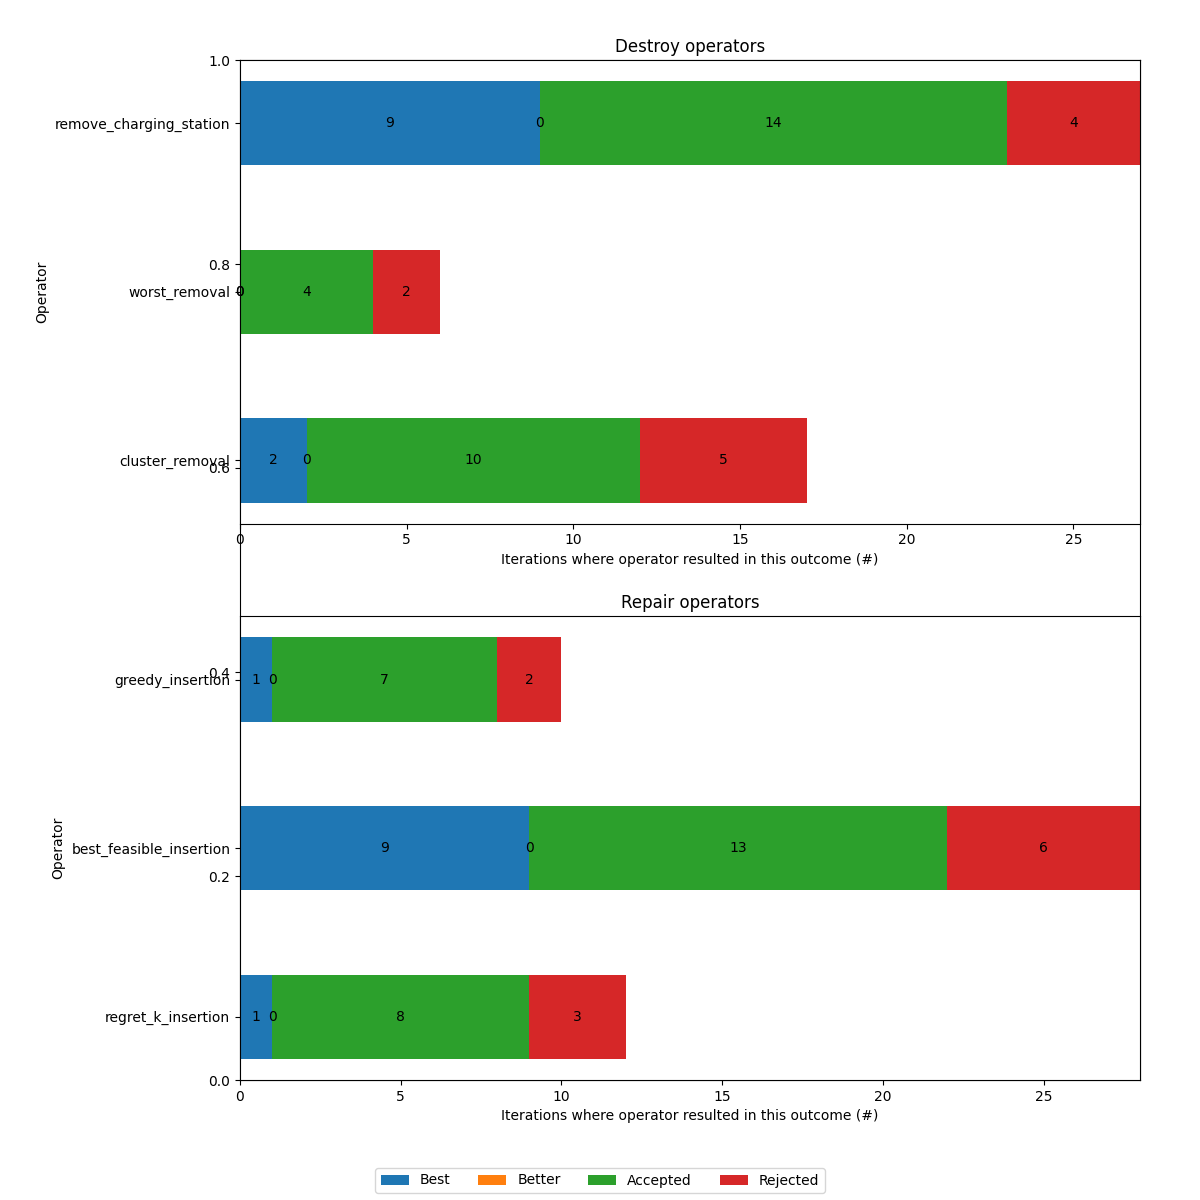 Destroy operators
1.0
remove_charging_station 9 0 14 4
0.8
worst_removal 0 0 4 2
Operator
cluster_removal 2 0 10 5
0.6
0 5 10 15 20 25
Iterations where operator resulted in this outcome (#)
Repair operators
0.4
greedy_insertion 1 0 7 2
best_feasible_insertion 9 0 13 6
Operator
0.2
regret_k_insertion 1 0 8 3
0.0
0 5 10 15 20 25
Iterations where operator resulted in this outcome (#)
Best Better Accepted Rejected